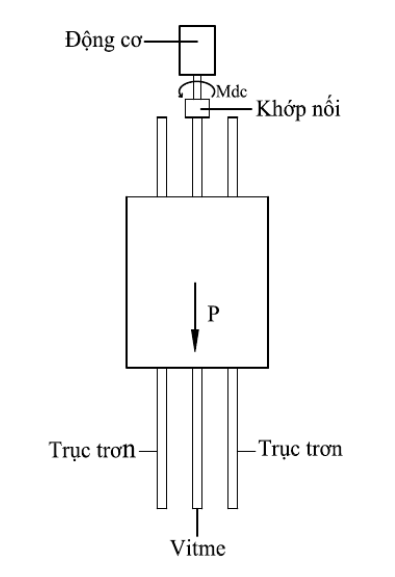 Động cơ
Mdc
Khớp nối
P
Trục trơn
Trục trơn
Vitme